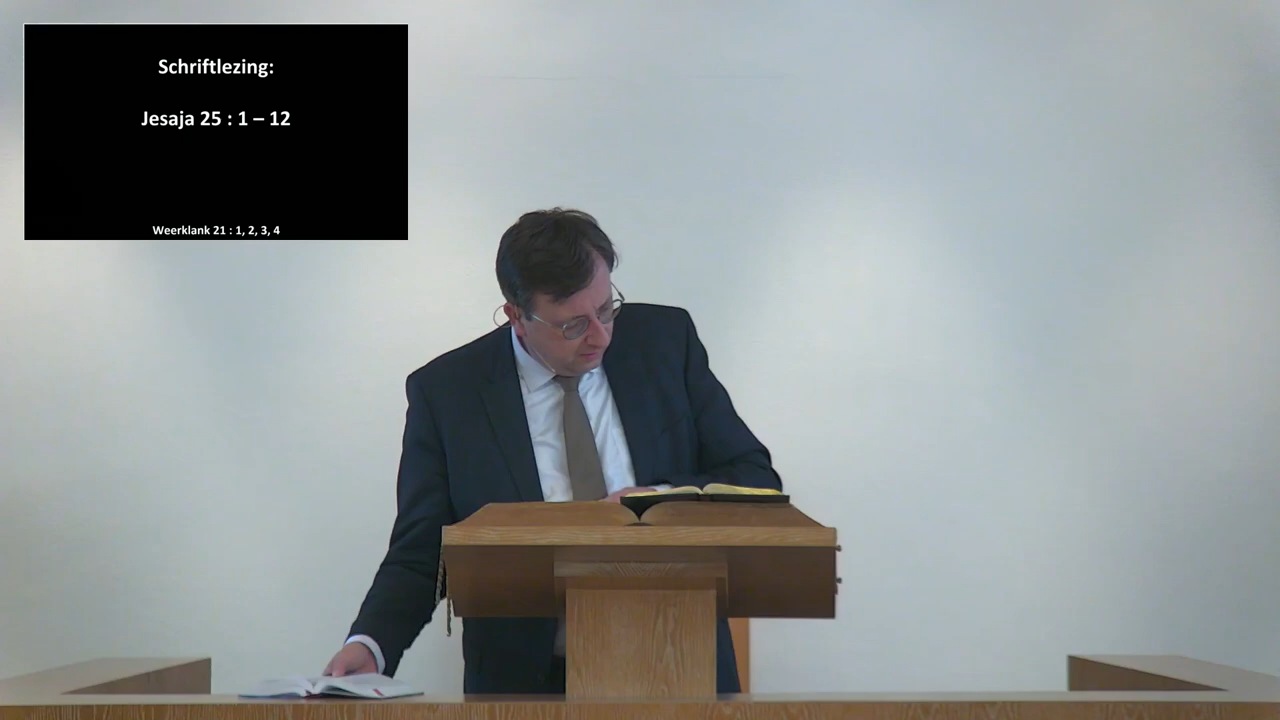 Schriftlezing:
Jesaja 25 : 1 – 12
Weerklank 21 : 1, 2, 3, 4